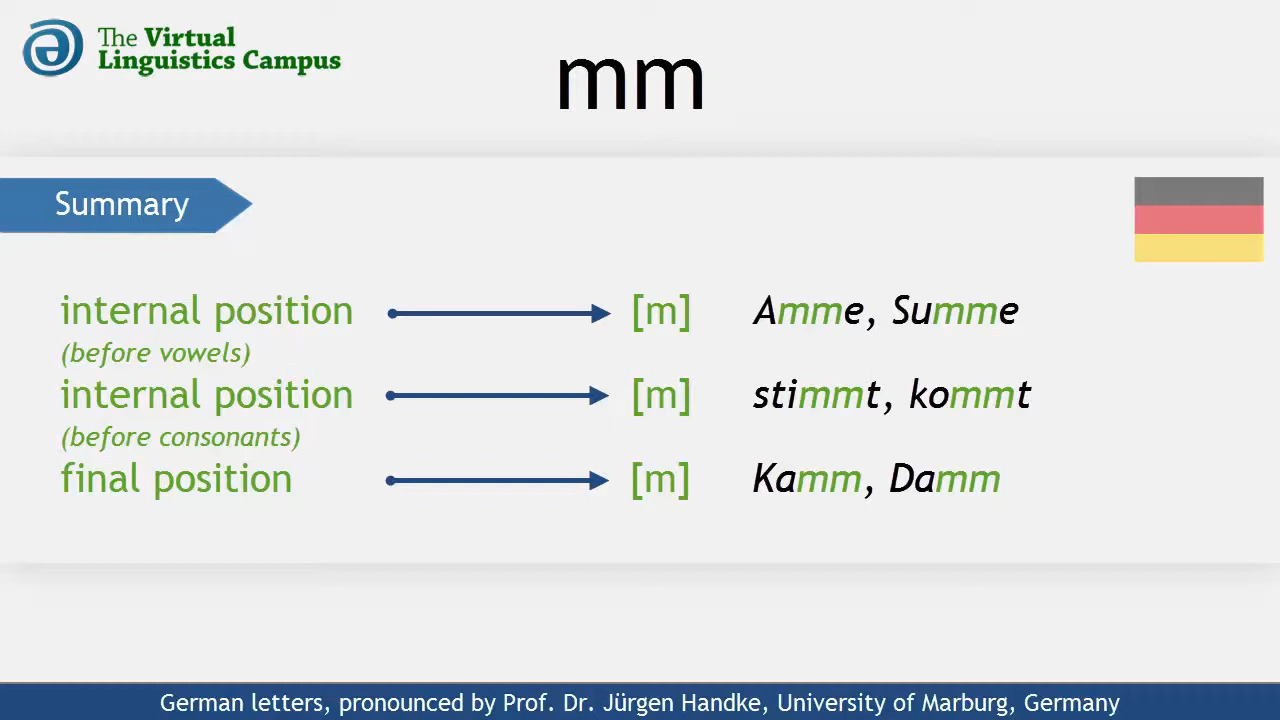 The Virtual
Linguistics Campus
mm
Summary
internal position [m] Amme, Summe
(before vowels)
internal position [m] stimmt, kommt
(before consonants)
final position [m] Kamm, Damm
German letters, pronounced by Prof. Dr. Jürgen Handke, University of Marburg, Germany